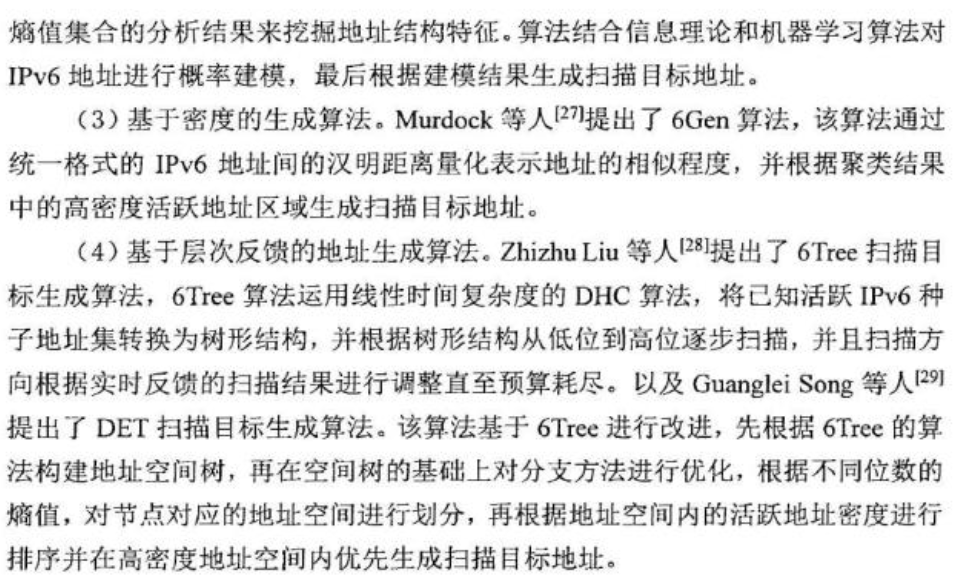 熵值集合的分析结果来挖掘地址结构特征。算法结合信息理论和机器学习算法对
IPv6 地址进行概率建模，最后根据建模结果生成扫描目标地址。
（3）基于密度的生成算法。Murdock 等人[27]提出了 6Gen 算法，该算法通过
统一格式的 IPv6 地址间的汉明距离量化表示地址的相似程度，并根据聚类结果
中的高密度活跃地址区域生成扫描目标地址。
（4）基于层次反馈的地址生成算法。Zhizhu Liu 等人[28]提出了 6Tree 扫描目
标生成算法，6Tree 算法运用线性时间复杂度的 DHC 算法，将已知活跃 IPv6 种
子地址集转换为树形结构，并根据树形结构从低位到高位逐步扫描，并且扫描方
向根据实时反馈的扫描结果进行调整直至预算耗尽。以及 Guanglei Song 等人[29]
提出了 DET 扫描目标生成算法。该算法基于 6Tree 进行改进，先根据 6Tree 的算
法构建地址空间树，再在空间树的基础上对分支方法进行优化，根据不同位数的
熵值，对节点对应的地址空间进行划分，再根据地址空间内的活跃地址密度进行
排序并在高密度地址空间内优先生成扫描目标地址。